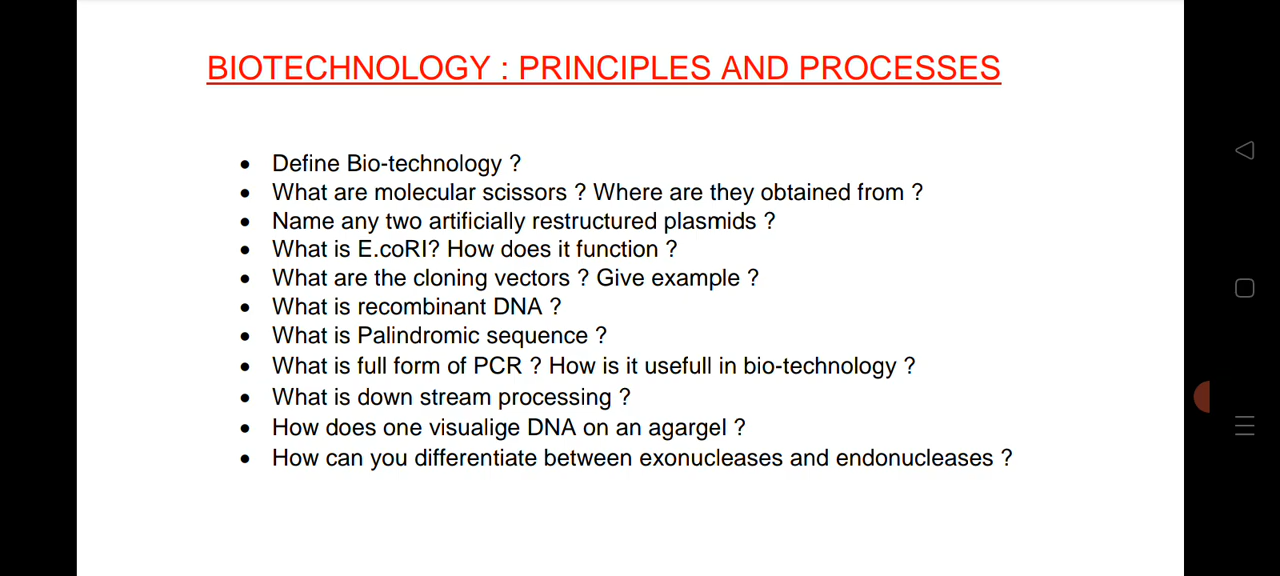 BIOTECHNOLOGY : PRINCIPLES AND PROCESSES
• Define Bio-technology ?
• What are molecular scissors ? Where are they obtained from ?
• Name any two artificially restructured plasmids ?
• What is E.coRI? How does it function ?
• What are the cloning vectors ? Give example ?
• What is recombinant DNA ?
• What is Palindromic sequence ?
• What is full form of PCR ? How is it usefull in bio-technology ?
• What is down stream processing ?
• How does one visualige DNA on an agargel ?
• How can you differentiate between exonucleases and endonucleases ?